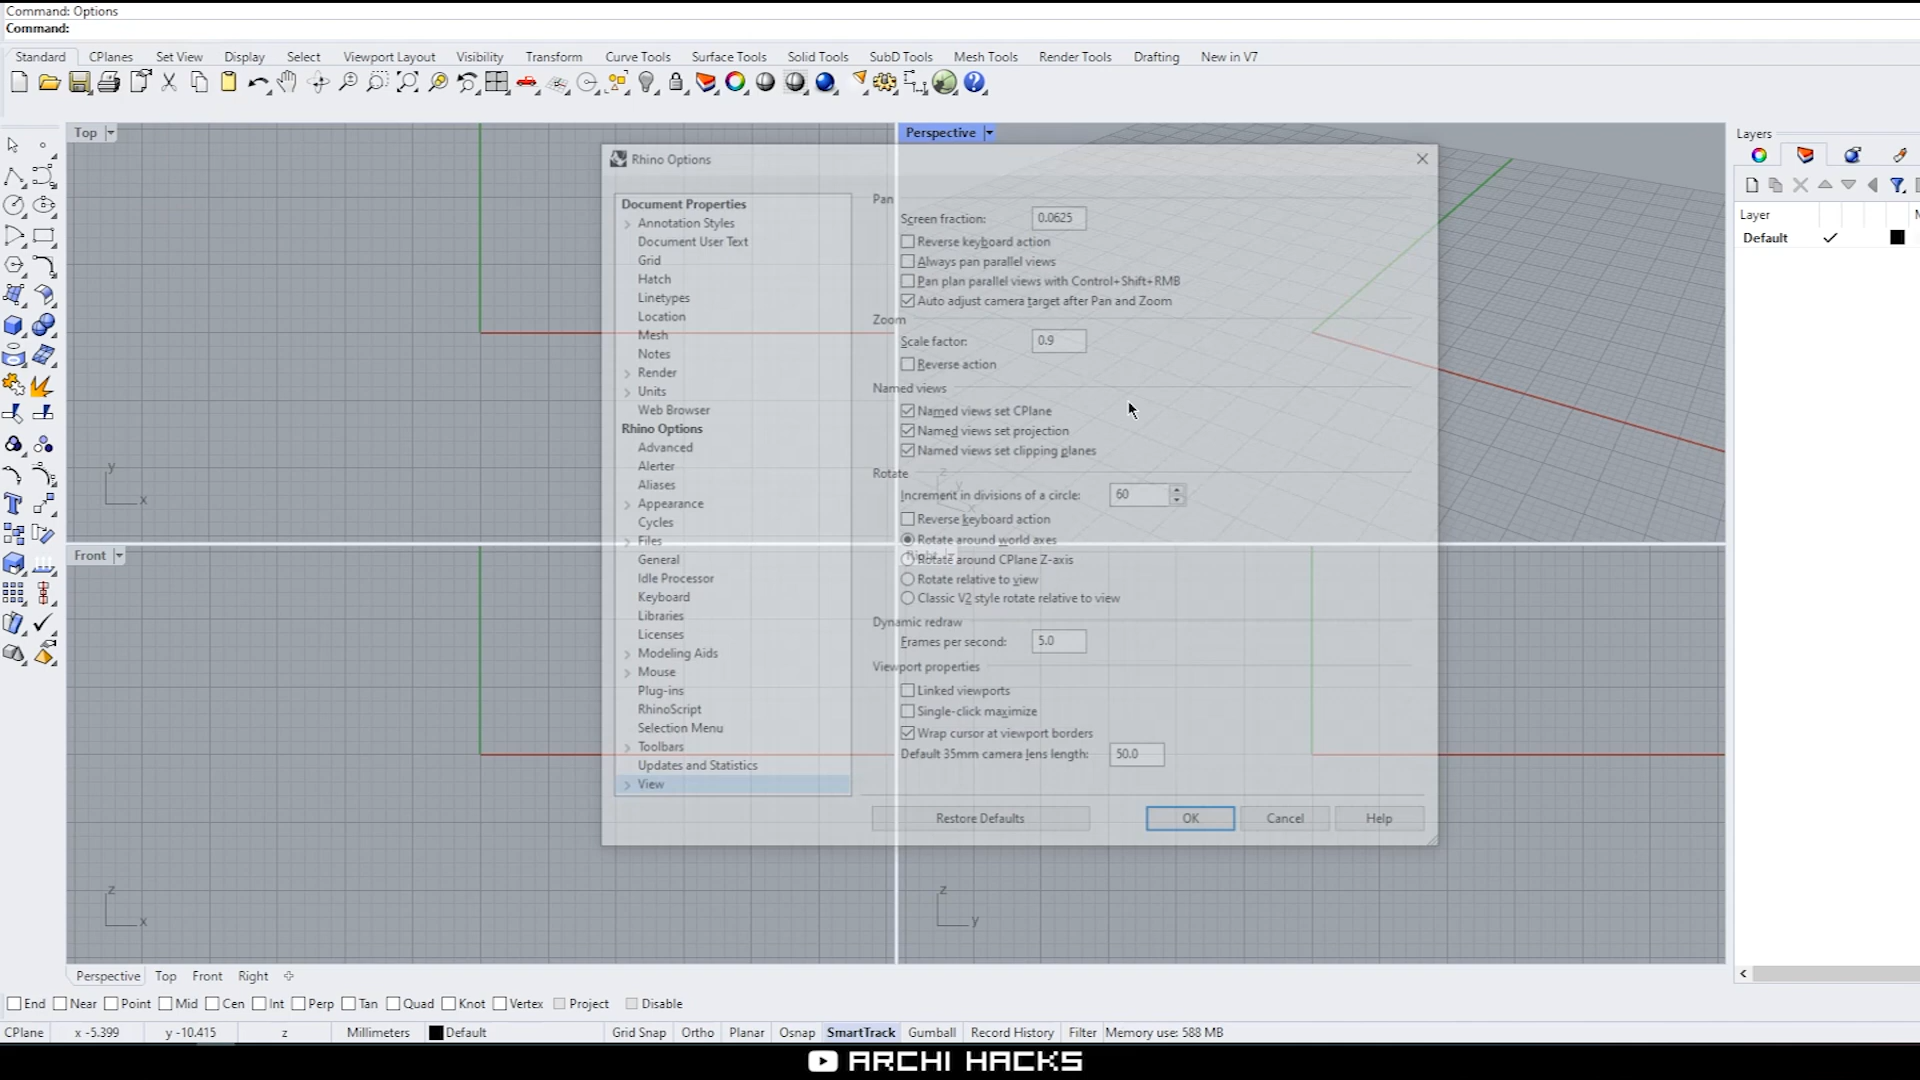 Command: Options
Command:
Standard CPlanes Set View Display Select Viewport Layout Visibility Transform Curve Tools Surface Tools Solid Tools SubD Tools Mesh Tools Render Tools Drafting New in V7
Top
Perspective
Layers
Layer
Default
Rhino Options
Document Properties
Annotation Styles
Document User Text
Grid
Hatch
Linetypes
Location
Mesh
Notes
Render
Units
Web Browser
Rhino Options
Advanced
Alerter
Aliases
Appearance
Cycles
Files
General
Idle Processor
Keyboard
Libraries
Licenses
Modeling Aids
Mouse
Plug-ins
RhinoScript
Selection Menu
Toolbars
Updates and Statistics
View
Pan
Screen fraction: 0.0625
Reverse keyboard action
Always pan parallel views
Pan plan parallel views with Control+Shift+RMB
Auto adjust camera target after Pan and Zoom
Zoom
Scale factor: 0.9
Reverse action
Named views
Named views set CPlane
Named views set projection
Named views set clipping planes
Rotate
Increment in divisions of a circle: 60
Reverse keyboard action
Rotate around world axes
Rotate around CPlane Z-axis
Rotate relative to view
Classic V2 style rotate relative to view
Dynamic redraw
Frames per second: 5.0
Viewport properties
Linked viewports
Single-click maximize
Wrap cursor at viewport borders
Default 35mm camera lens length: 50.0
Restore Defaults OK Cancel Help
y
x
z
y
x
Front
Right
z
x
z
y
Perspective Top Front Right
End Near Point Mid Cen Int Perp Tan Quad Knot Vertex Project Disable
CPlane x -5.399 y -10.415 z Millimeters Default Grid Snap Ortho Planar Osnap SmartTrack Gumball Record History Filter Memory use: 588 MB
ARCHI HACKS